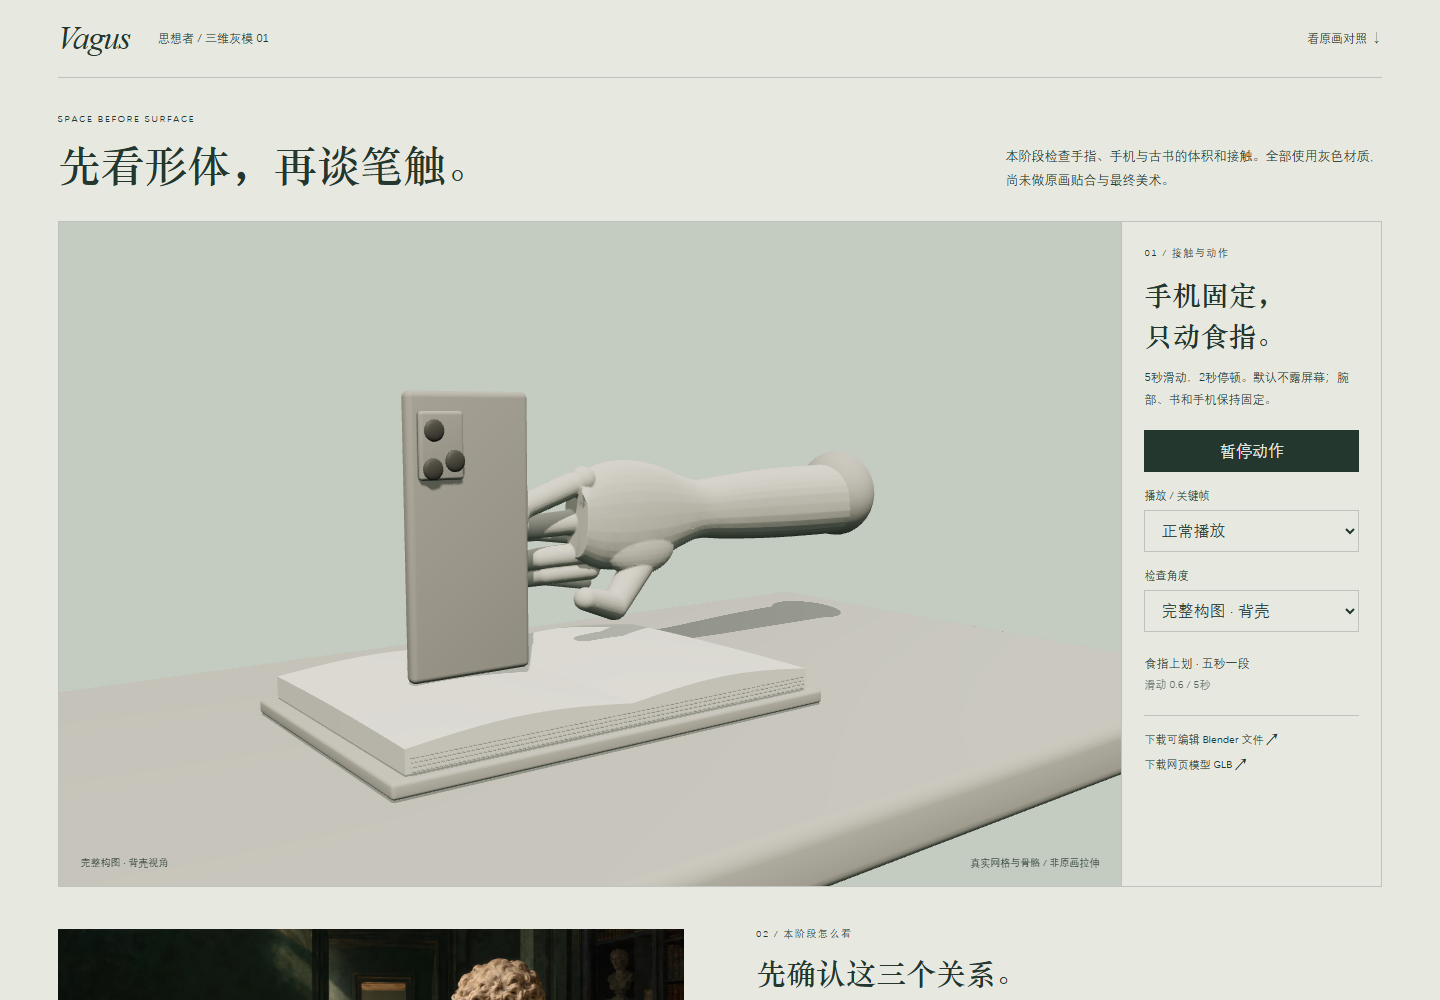 Vagus
思想者 / 三维灰模 01
看原画对照 ↓
SPACE BEFORE SURFACE
先看形体，再谈笔触。
本阶段检查手指、手机与古书的体积和接触。全部使用灰色材质，
尚未做原画贴合与最终美术。
01 / 接触与动作
手机固定，
只动食指。
5秒滑动，2秒停顿。默认不露屏幕；腕
部、书和手机保持固定。
暂停动作
播放 / 关键帧
正常播放
检查角度
完整构图 · 背壳
食指上划 · 五秒一段
滑动 0.6 / 5秒
下载可编辑 Blender 文件 ↗
下载网页模型 GLB ↗
完整构图 · 背壳视角
真实网格与骨骼 / 非原画拉伸
02 / 本阶段怎么看
先确认这三个关系。